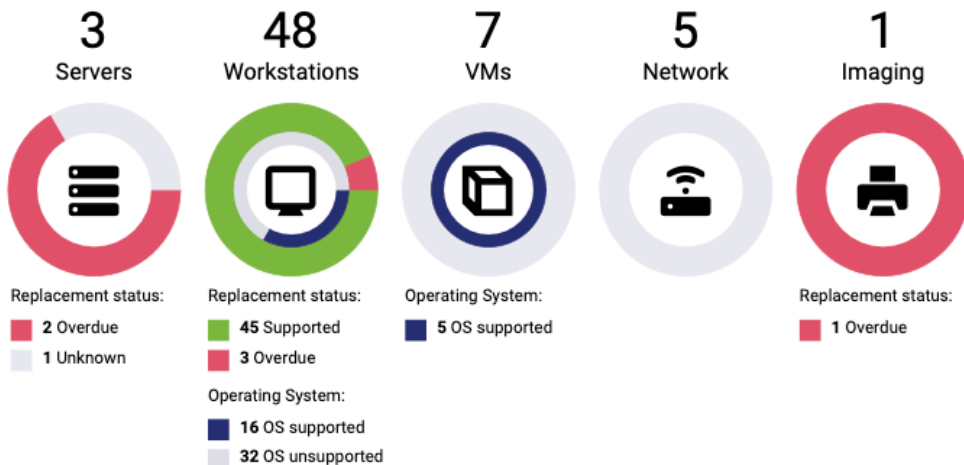 3
Servers
Replacement status:
2 Overdue
1 Unknown
48
Workstations
Replacement status:
45 Supported
3 Overdue
Operating System:
16 OS supported
32 OS unsupported
7
VMs
Operating System:
5 OS supported
5
Network
1
Imaging
Replacement status:
1 Overdue